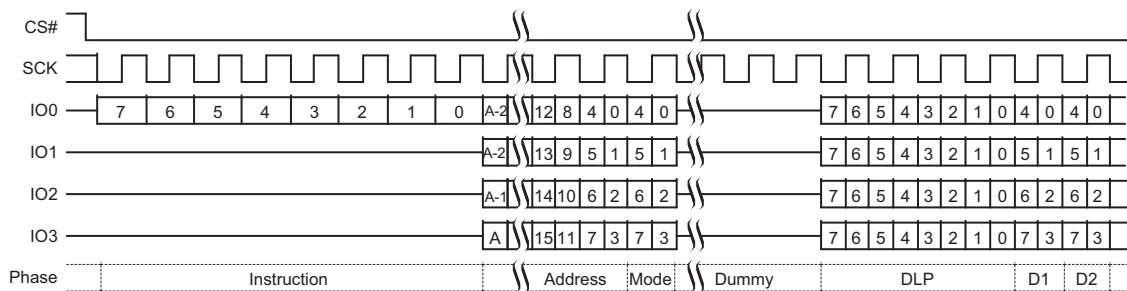 CS#
SCK
IO0 7 6 5 4 3 2 1 0 A-2 12 8 4 0 4 0 7 6 5 4 3 2 1 0 4 0 4 0
IO1 A-2 13 9 5 1 5 1 7 6 5 4 3 2 1 0 5 1 5 1
IO2 A-1 14 10 6 2 6 2 7 6 5 4 3 2 1 0 6 2 6 2
IO3 A 15 11 7 3 7 3 7 6 5 4 3 2 1 0 7 3 7 3
Phase Instruction Address Mode Dummy DLP D1 D2